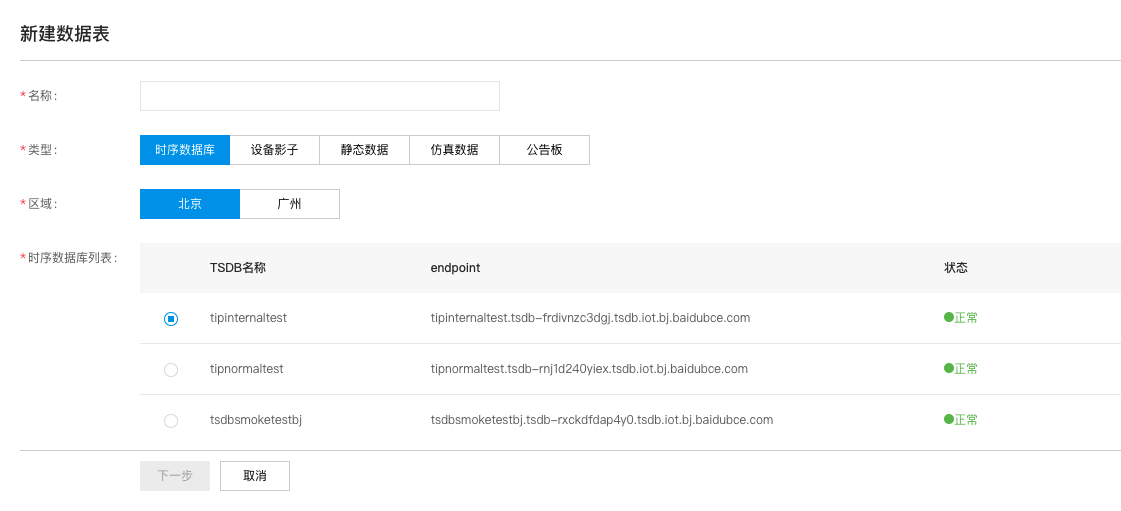 新建数据表
* 名称：
* 类型： 时序数据库 设备影子 静态数据 仿真数据 公告板
* 区域： 北京 广州
* 时序数据库列表： TSDB名称 endpoint 状态
tipinternaltest tipinternaltest.tsdb-frdivnzc3dgj.tsdb.iot.bj.baidubce.com 正常
tipnormaltest tipnormaltest.tsdb-rnj1d240yiex.tsdb.iot.bj.baidubce.com 正常
tsdbsmoketestbj tsdbsmoketestbj.tsdb-rxckdfdap4y0.tsdb.iot.bj.baidubce.com 正常
下一步 取消